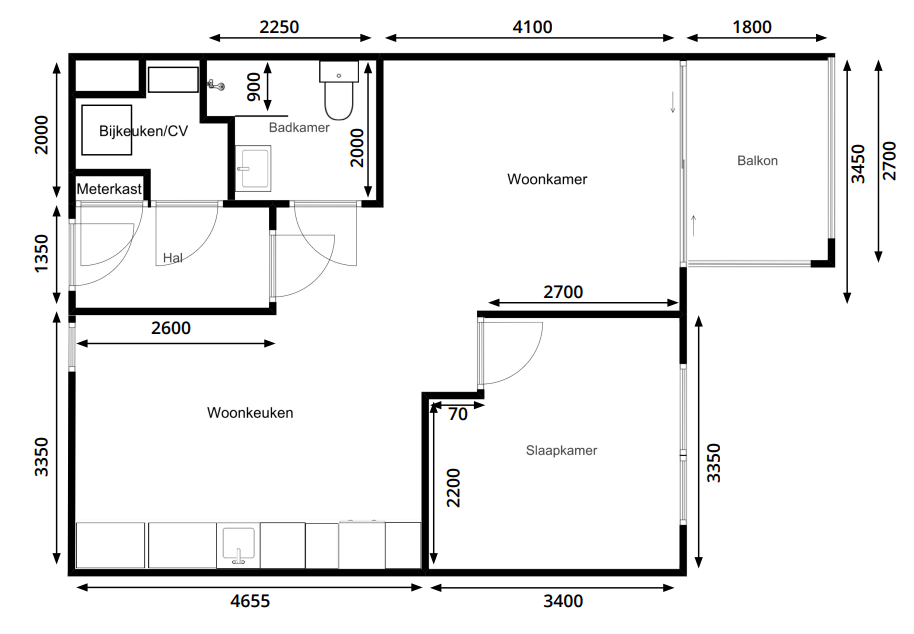 2250
4100
1800
900
Bijkeuken/CV
Badkamer
2000
2000
Balkon
3450
2700
Woonkamer
Meterkast
1350
Hal
2700
2600
Woonkeuken
70
Slaapkamer
3350
2200
3350
4655
3400